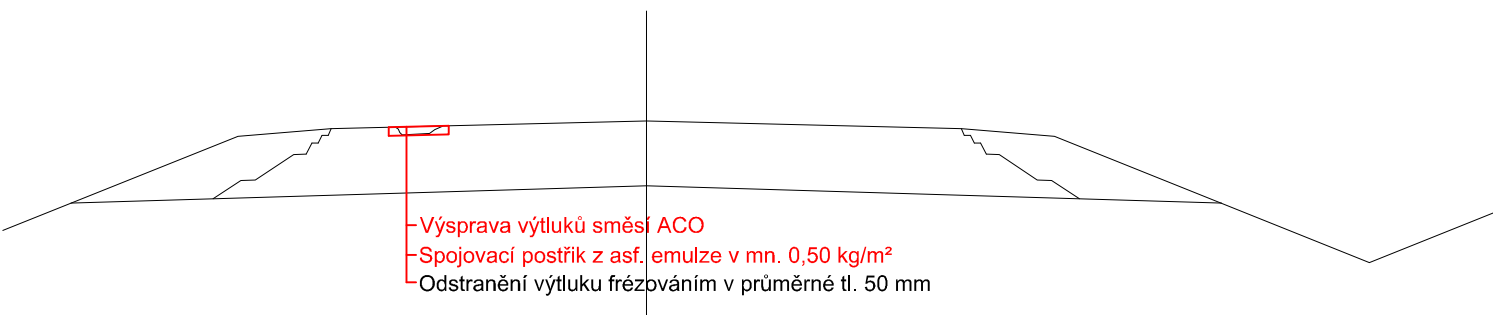 Výsprava výtluků směsí ACO
Spojovací postřik z asf. emulze v mn. 0,50 kg/m²
Odstranění výtluku frézováním v průměrné tl. 50 mm